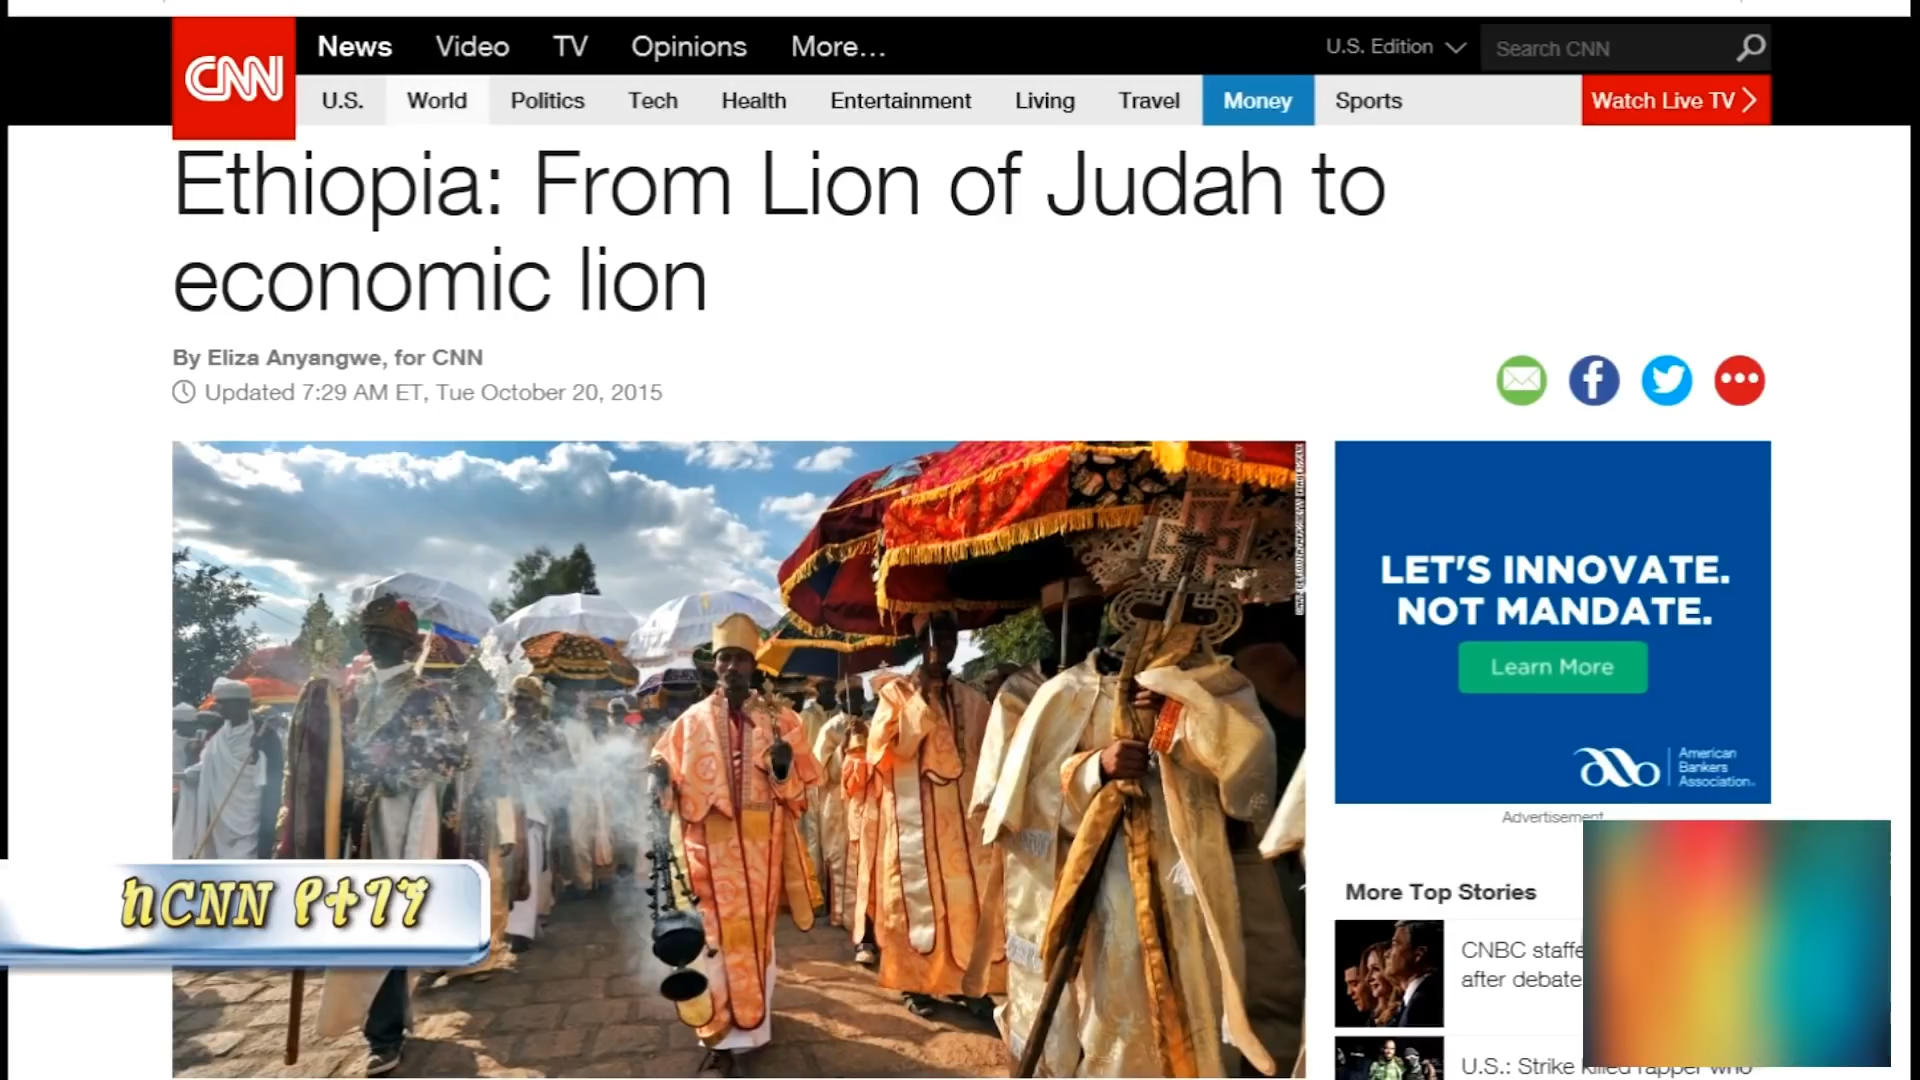 CNN
News Video TV Opinions More...
U.S. Edition
Search CNN
U.S. World Politics Tech Health Entertainment Living Travel Money Sports
Watch Live TV
Ethiopia: From Lion of Judah to
economic lion
By Eliza Anyangwe, for CNN
Updated 7:29 AM ET, Tue October 20, 2015
LET'S INNOVATE.
NOT MANDATE.
Learn More
American
Bankers
Association
Advertisement
ከCNN የተገኘ
More Top Stories
CNBC
after debate
U.S.: Strike killed rapper who